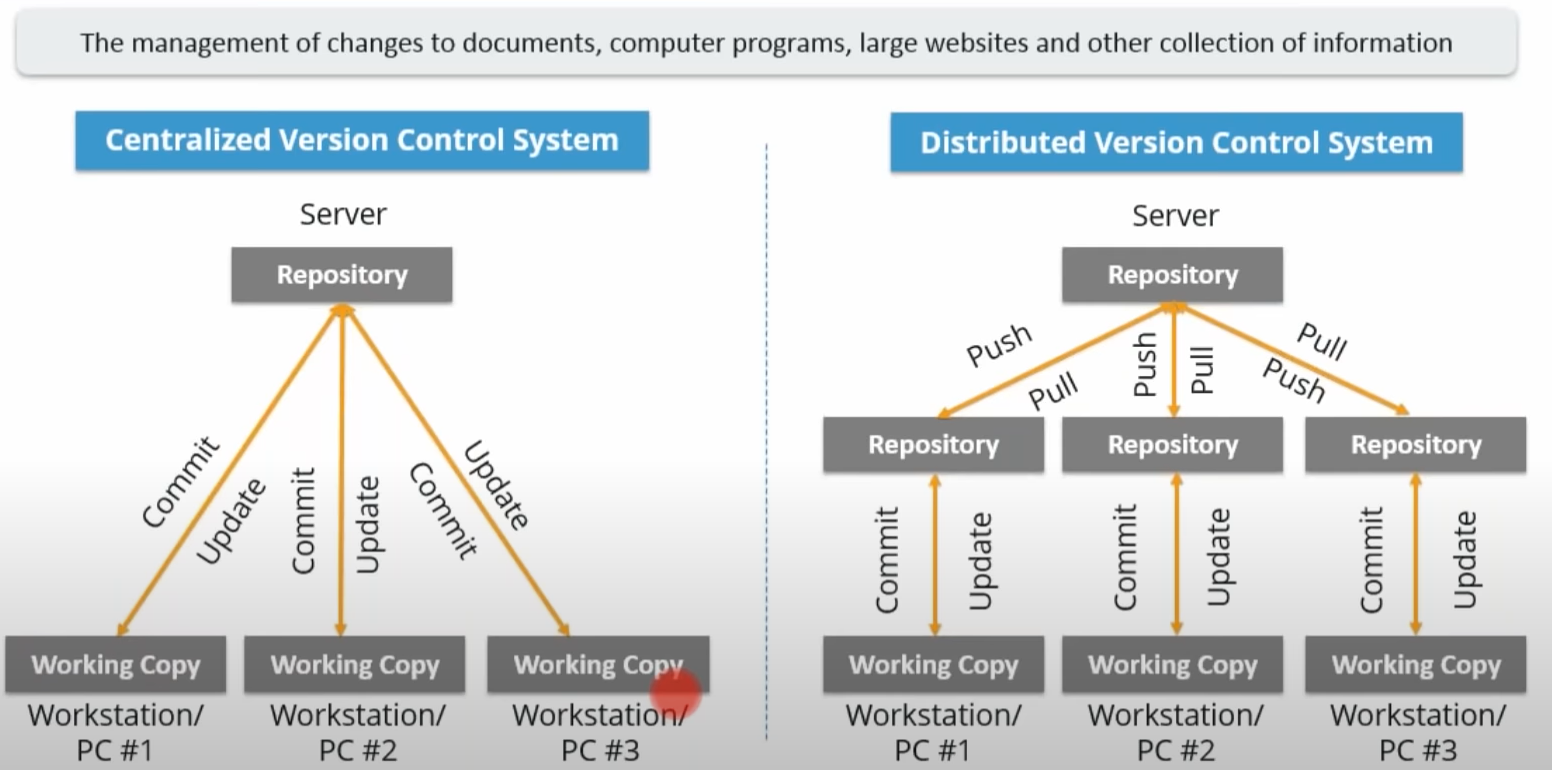 The management of changes to documents, computer programs, large websites and other collection of information
Centralized Version Control System
Server
Repository
Commit
Update
Commit
Update
Commit
Update
Working Copy
Working Copy
Working Copy
Workstation/
PC #1
Workstation/
PC #2
Workstation/
PC #3
Distributed Version Control System
Server
Repository
Push
Pull
Push
Pull
Pull
Push
Repository
Repository
Repository
Commit
Update
Commit
Update
Commit
Update
Working Copy
Working Copy
Working Copy
Workstation/
PC #1
Workstation/
PC #2
Workstation/
PC #3